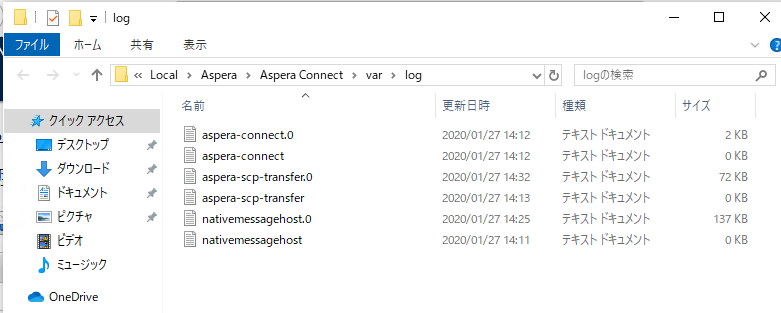 log
ファイル ホーム 共有 表示
« Local > Aspera > Aspera Connect > var > log logの検索
名前 更新日時 種類 サイズ
クイック アクセス
デスクトップ
ダウンロード
ドキュメント
ピクチャ
ビデオ
ミュージック
OneDrive
aspera-connect.0 2020/01/27 14:12 テキスト ドキュメント 2 KB
aspera-connect 2020/01/27 14:12 テキスト ドキュメント 0 KB
aspera-scp-transfer.0 2020/01/27 14:32 テキスト ドキュメント 72 KB
aspera-scp-transfer 2020/01/27 14:13 テキスト ドキュメント 0 KB
nativemessagehost.0 2020/01/27 14:25 テキスト ドキュメント 137 KB
nativemessagehost 2020/01/27 14:11 テキスト ドキュメント 0 KB